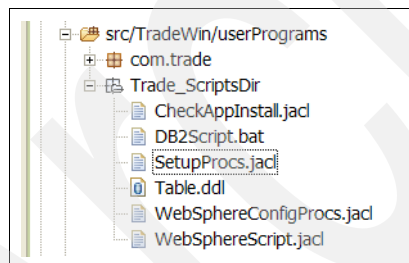 src/TradeWin/userPrograms
com.trade
Trade_ScriptsDir
CheckAppInstall.jacl
DB2Script.bat
SetupProcs.jacl
Table.ddl
WebSphereConfigProcs.jacl
WebSphereScript.jacl